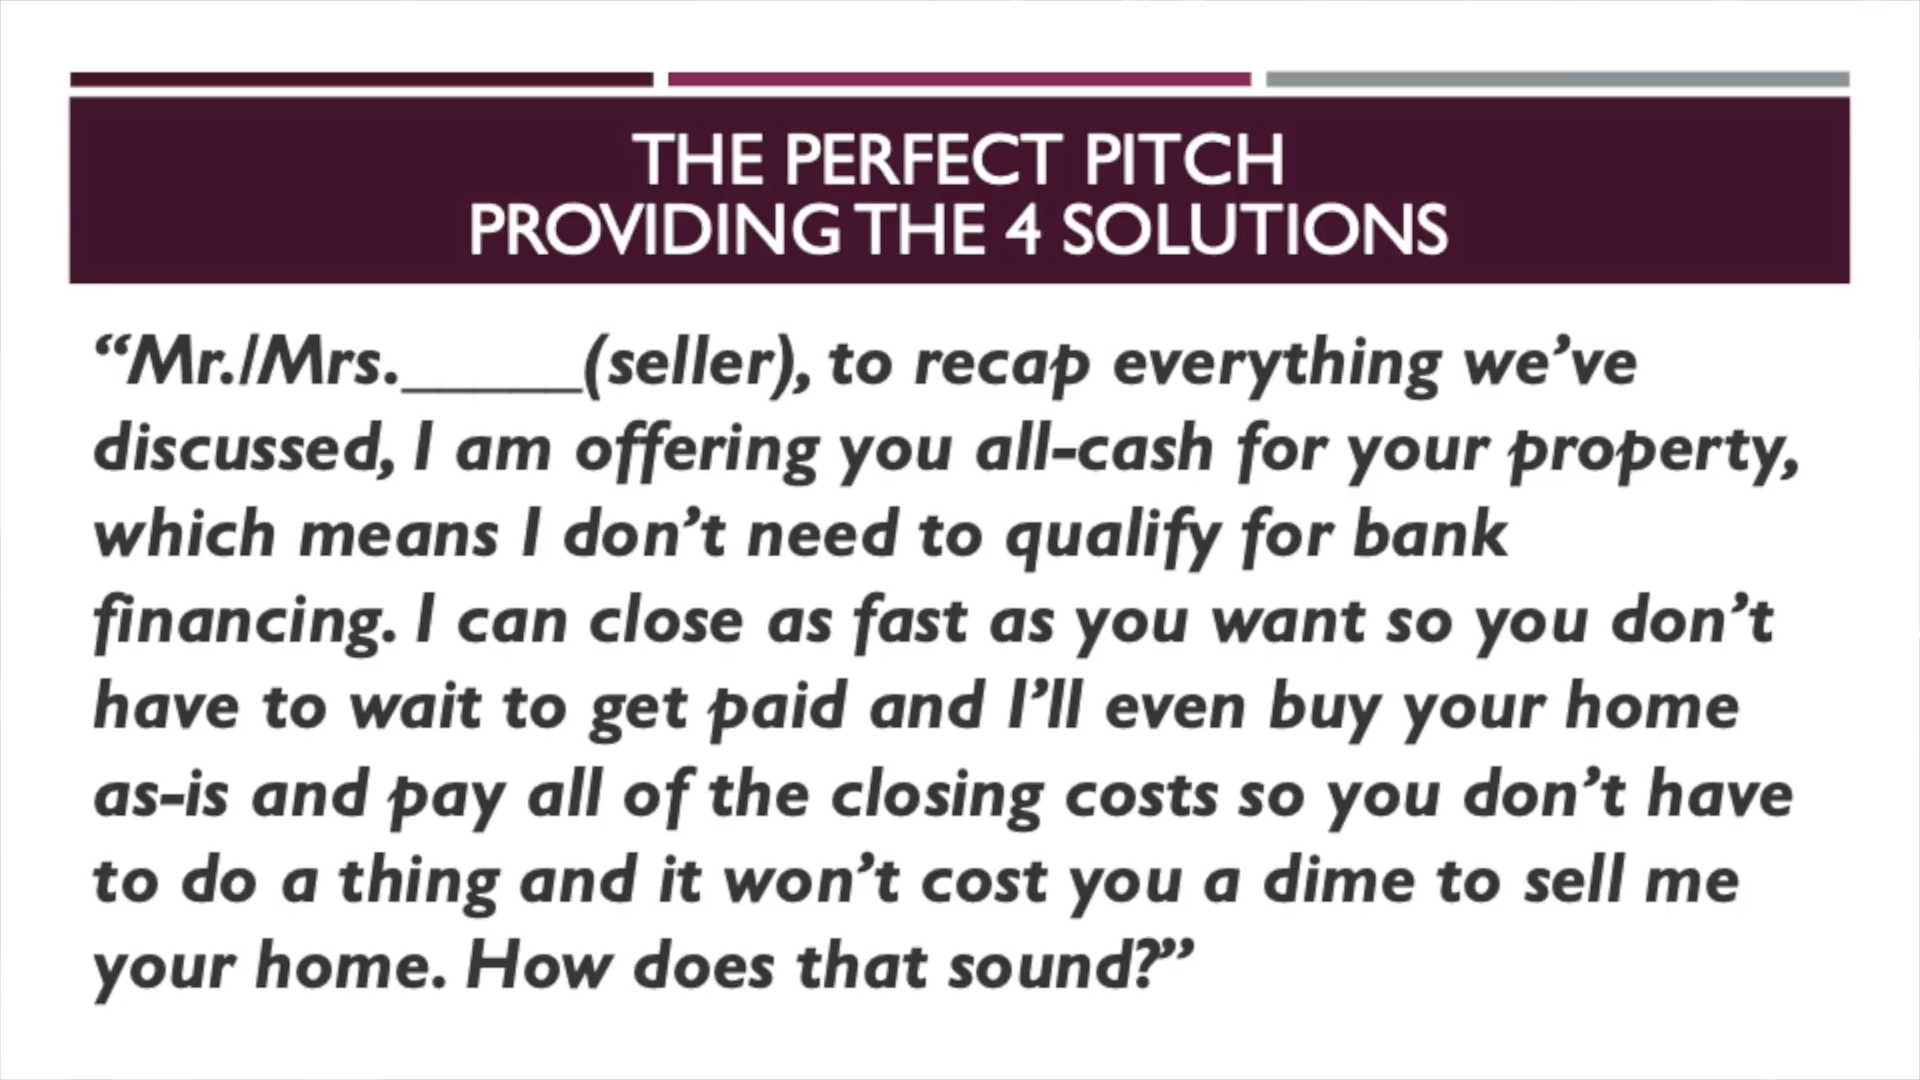 THE PERFECT PITCH
PROVIDING THE 4 SOLUTIONS
“Mr./Mrs._____(seller), to recap everything we’ve
discussed, I am offering you all-cash for your property,
which means I don’t need to qualify for bank
financing. I can close as fast as you want so you don’t
have to wait to get paid and I’ll even buy your home
as-is and pay all of the closing costs so you don’t have
to do a thing and it won’t cost you a dime to sell me
your home. How does that sound?”